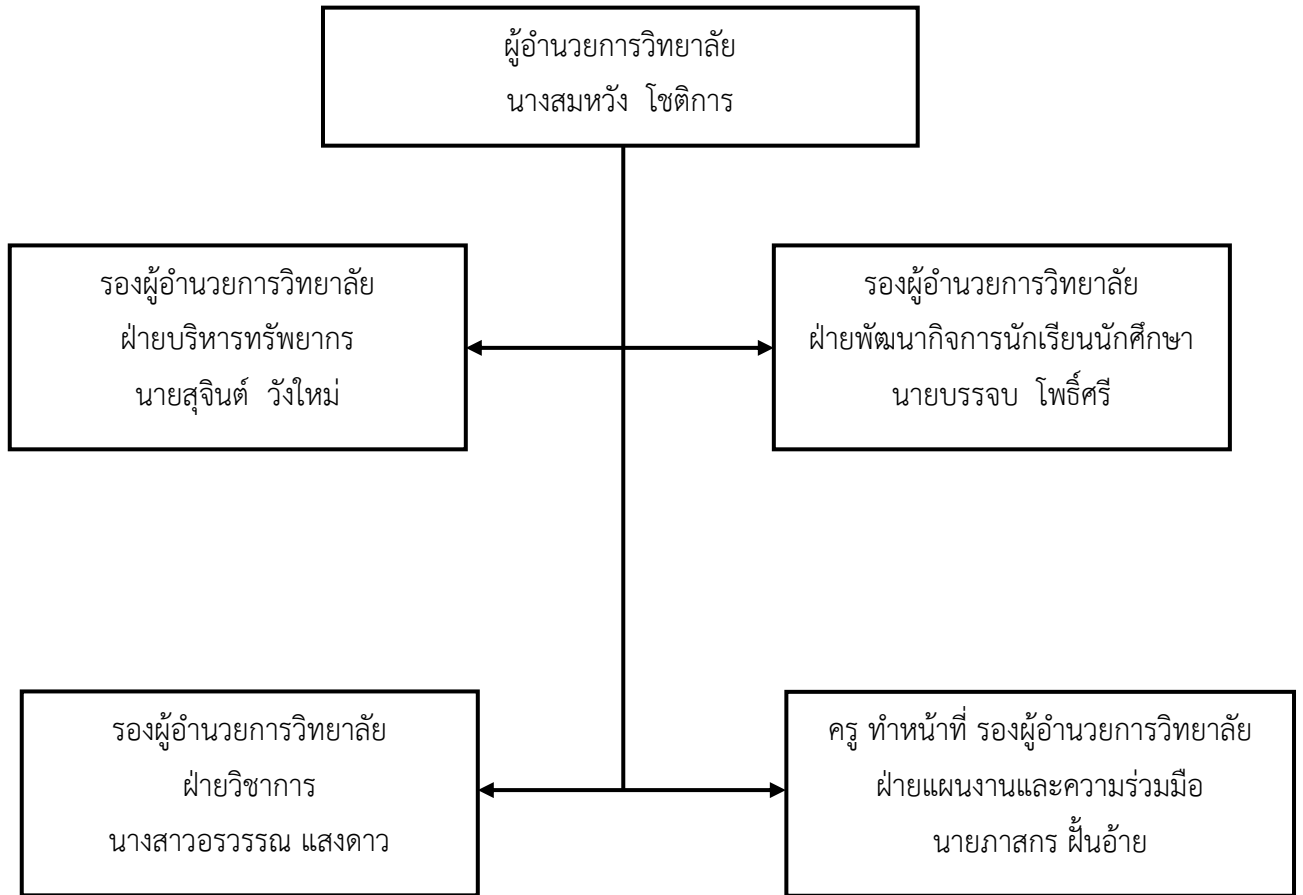 ผู้อำนวยการวิทยาลัย
นางสมหวัง โชติการ
รองผู้อำนวยการวิทยาลัย
ฝ่ายบริหารทรัพยากร
นายสุจินต์ วังใหม่
รองผู้อำนวยการวิทยาลัย
ฝ่ายพัฒนากิจการนักเรียนนักศึกษา
นายบรรจบ โพธิ์ศรี
รองผู้อำนวยการวิทยาลัย
ฝ่ายวิชาการ
นางสาวอรวรรณ แสงดาว
ครู ทำหน้าที่ รองผู้อำนวยการวิทยาลัย
ฝ่ายแผนงานและความร่วมมือ
นายภาสกร ฝั้นอ้าย